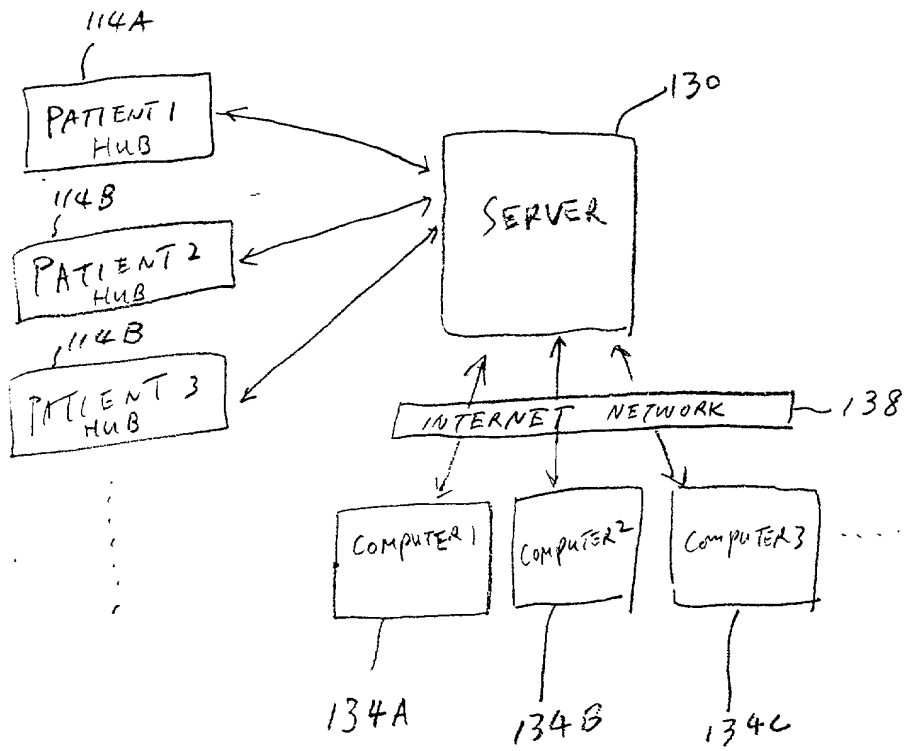 114A
PATIENT 1
HUB
114B
PATIENT 2
HUB
114B
PATIENT 3
HUB
130
SERVER
INTERNET NETWORK
138
COMPUTER 1
COMPUTER 2
COMPUTER 3
134A
134B
134C